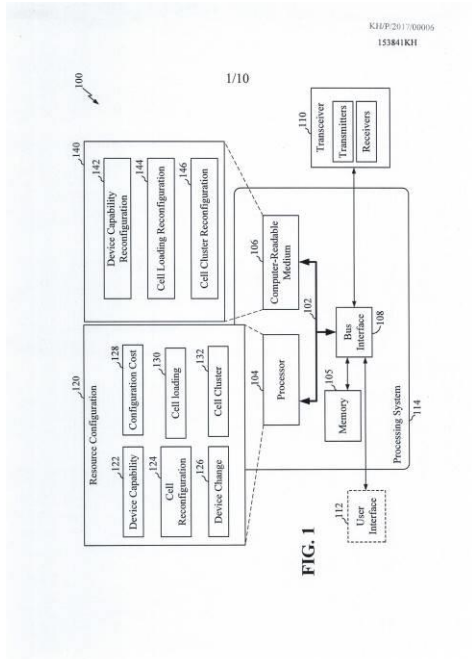 KH/P/2017/00006
153841KH
1/10
100
120
Resource Configuration
122
Device Capability
128
Configuration Cost
124
Cell
Reconfiguration
130
Cell loading
126
Device Change
132
Cell Cluster
140
142
Device Capability
Reconfiguration
144
Cell Loading Reconfiguration
146
Cell Cluster Reconfiguration
104
Processor
106
Computer-Readable
Medium
102
105
Memory
Bus
Interface
108
110
Transceiver
Transmitters
Receivers
112
User
Interface
Processing System
114
FIG. 1